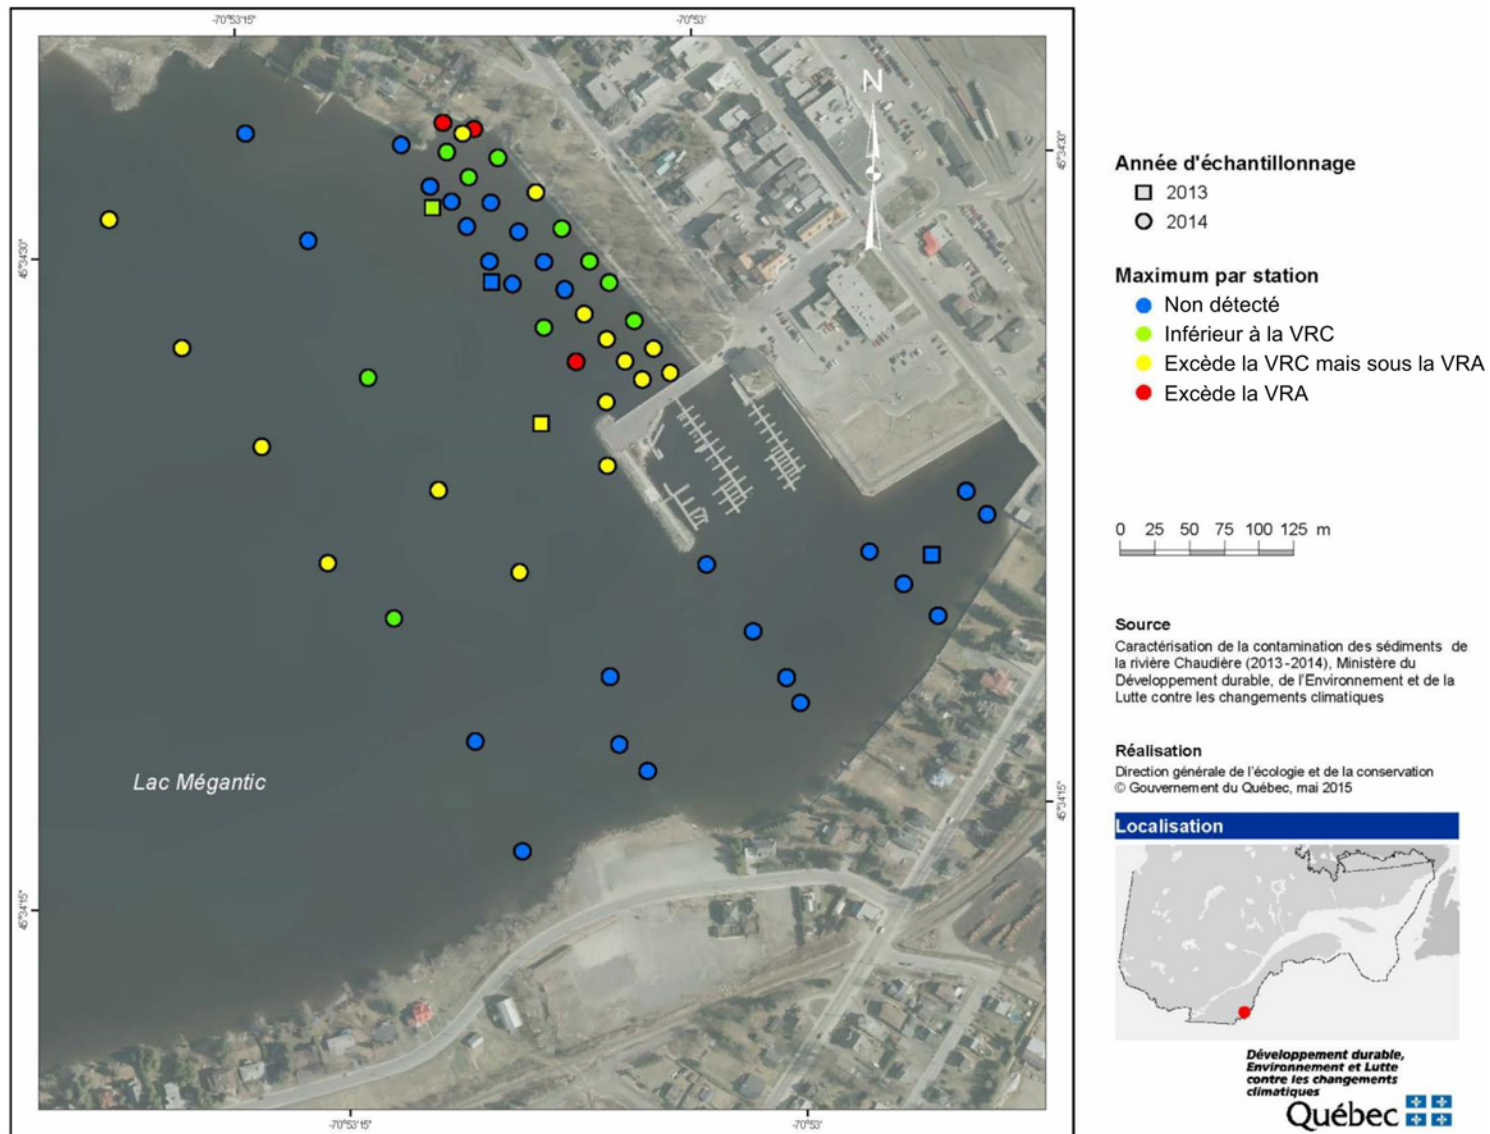 -70°53'15"
-70°53'
45°34'30"
45°34'30"
N
Lac Mégantic
45°34'15"
45°34'15"
-70°53'15"
-70°53'
Année d'échantillonnage
2013
2014
Maximum par station
Non détecté
Inférieur à la VRC
Excède la VRC mais sous la VRA
Excède la VRA
0 25 50 75 100 125 m
Source
Caractérisation de la contamination des sédiments de
la rivière Chaudière (2013-2014), Ministère du
Développement durable, de l'Environnement et de la
Lutte contre les changements climatiques
Réalisation
Direction générale de l'écologie et de la conservation
© Gouvernement du Québec, mai 2015
Localisation
Développement durable,
Environnement et Lutte
contre les changements
climatiques
Québec